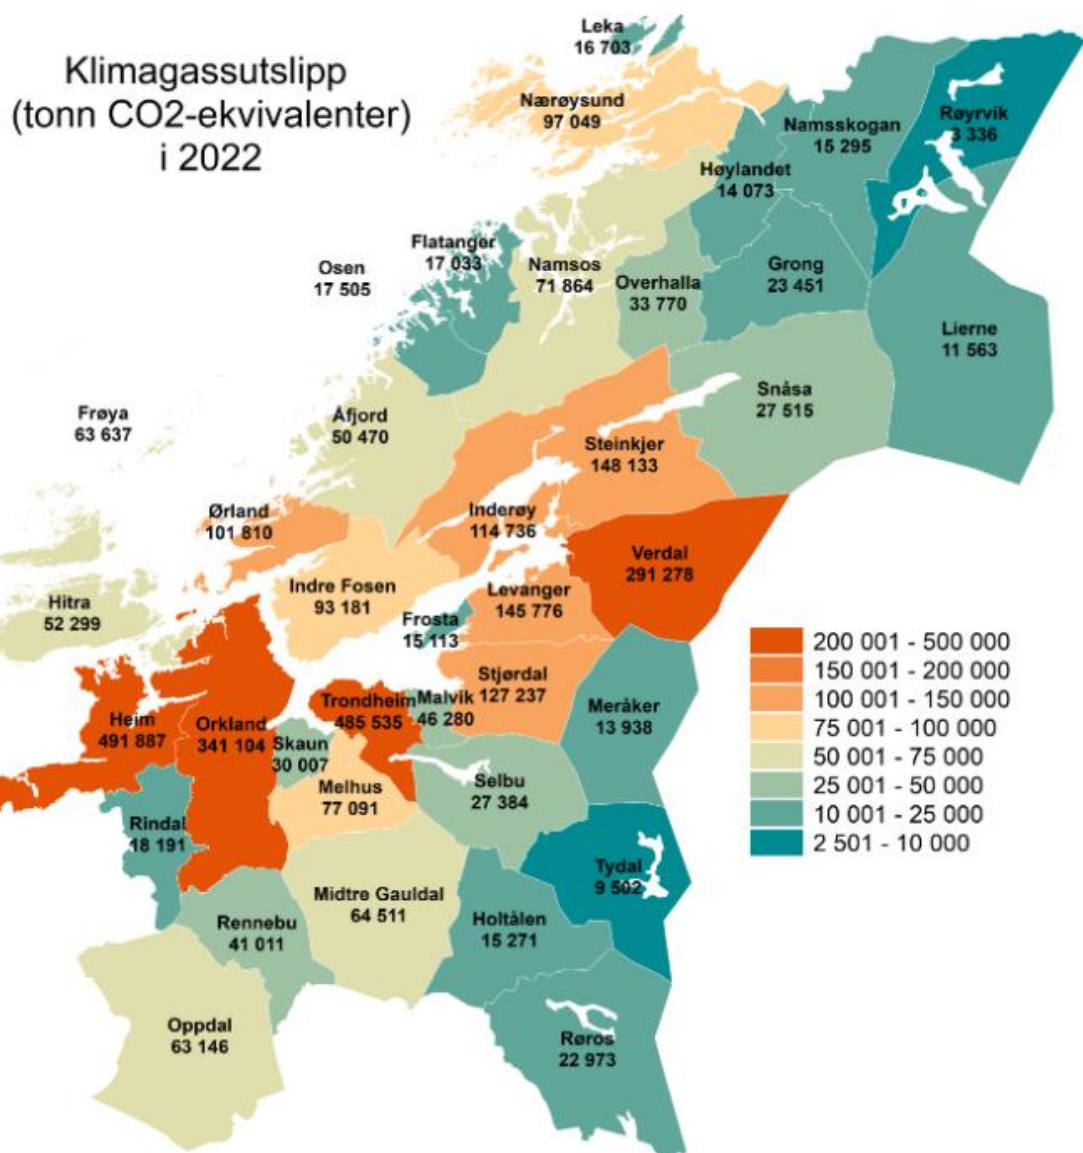 Klimagassutslipp
(tonn CO2-ekvivalenter)
i 2022
Leka
16 703
Nærøysund
97 049
Namsskogan
15 295
Røyrvik
3 336
Høylandet
14 073
Flatanger
17 033
Osen
17 505
Namsos
71 864
Overhalla
33 770
Grong
23 451
Lierne
11 563
Snåsa
27 515
Frøya
63 637
Åfjord
50 470
Steinkjer
148 133
Ørland
101 810
Inderøy
114 736
Verdal
291 278
Indre Fosen
93 181
Levanger
145 776
Hitra
52 299
Frosta
15 113
Stjørdal
127 237
Meråker
13 938
Heim
491 887
Orkland
341 104
Trondheim
485 535
Malvik
46 280
Skaun
30 007
Melhus
77 091
Selbu
27 384
Rindal
18 191
Tydal
9 502
Midtre Gauldal
64 511
Rennebu
41 011
Holtålen
15 271
Oppdal
63 146
Røros
22 973
200 001 - 500 000
150 001 - 200 000
100 001 - 150 000
75 001 - 100 000
50 001 - 75 000
25 001 - 50 000
10 001 - 25 000
2 501 - 10 000